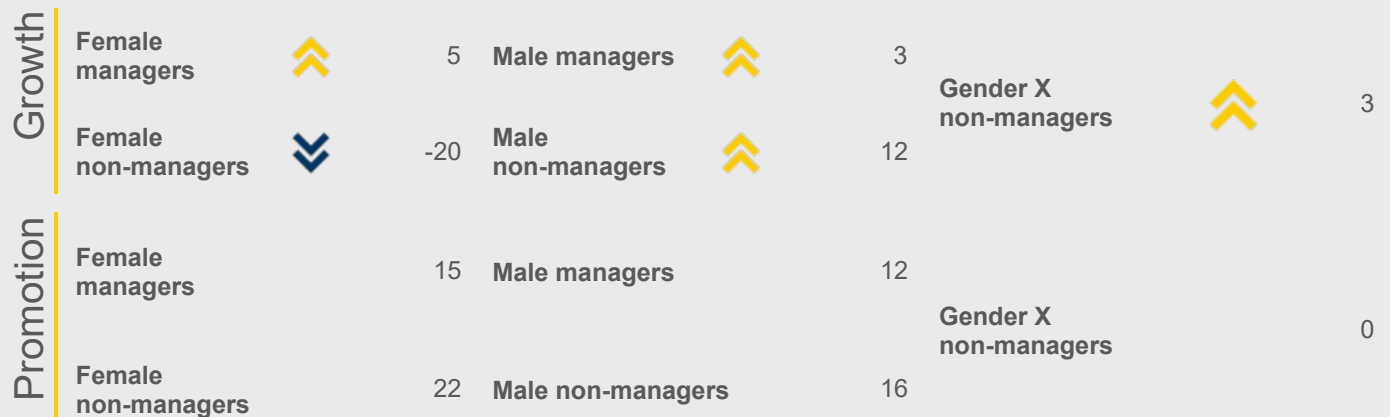 Growth
Female
managers
5
Male managers
3
Gender X
non-managers
3
Female
non-managers
-20
Male
non-managers
12
Promotion
Female
managers
15
Male managers
12
Gender X
non-managers
0
Female
non-managers
22
Male non-managers
16